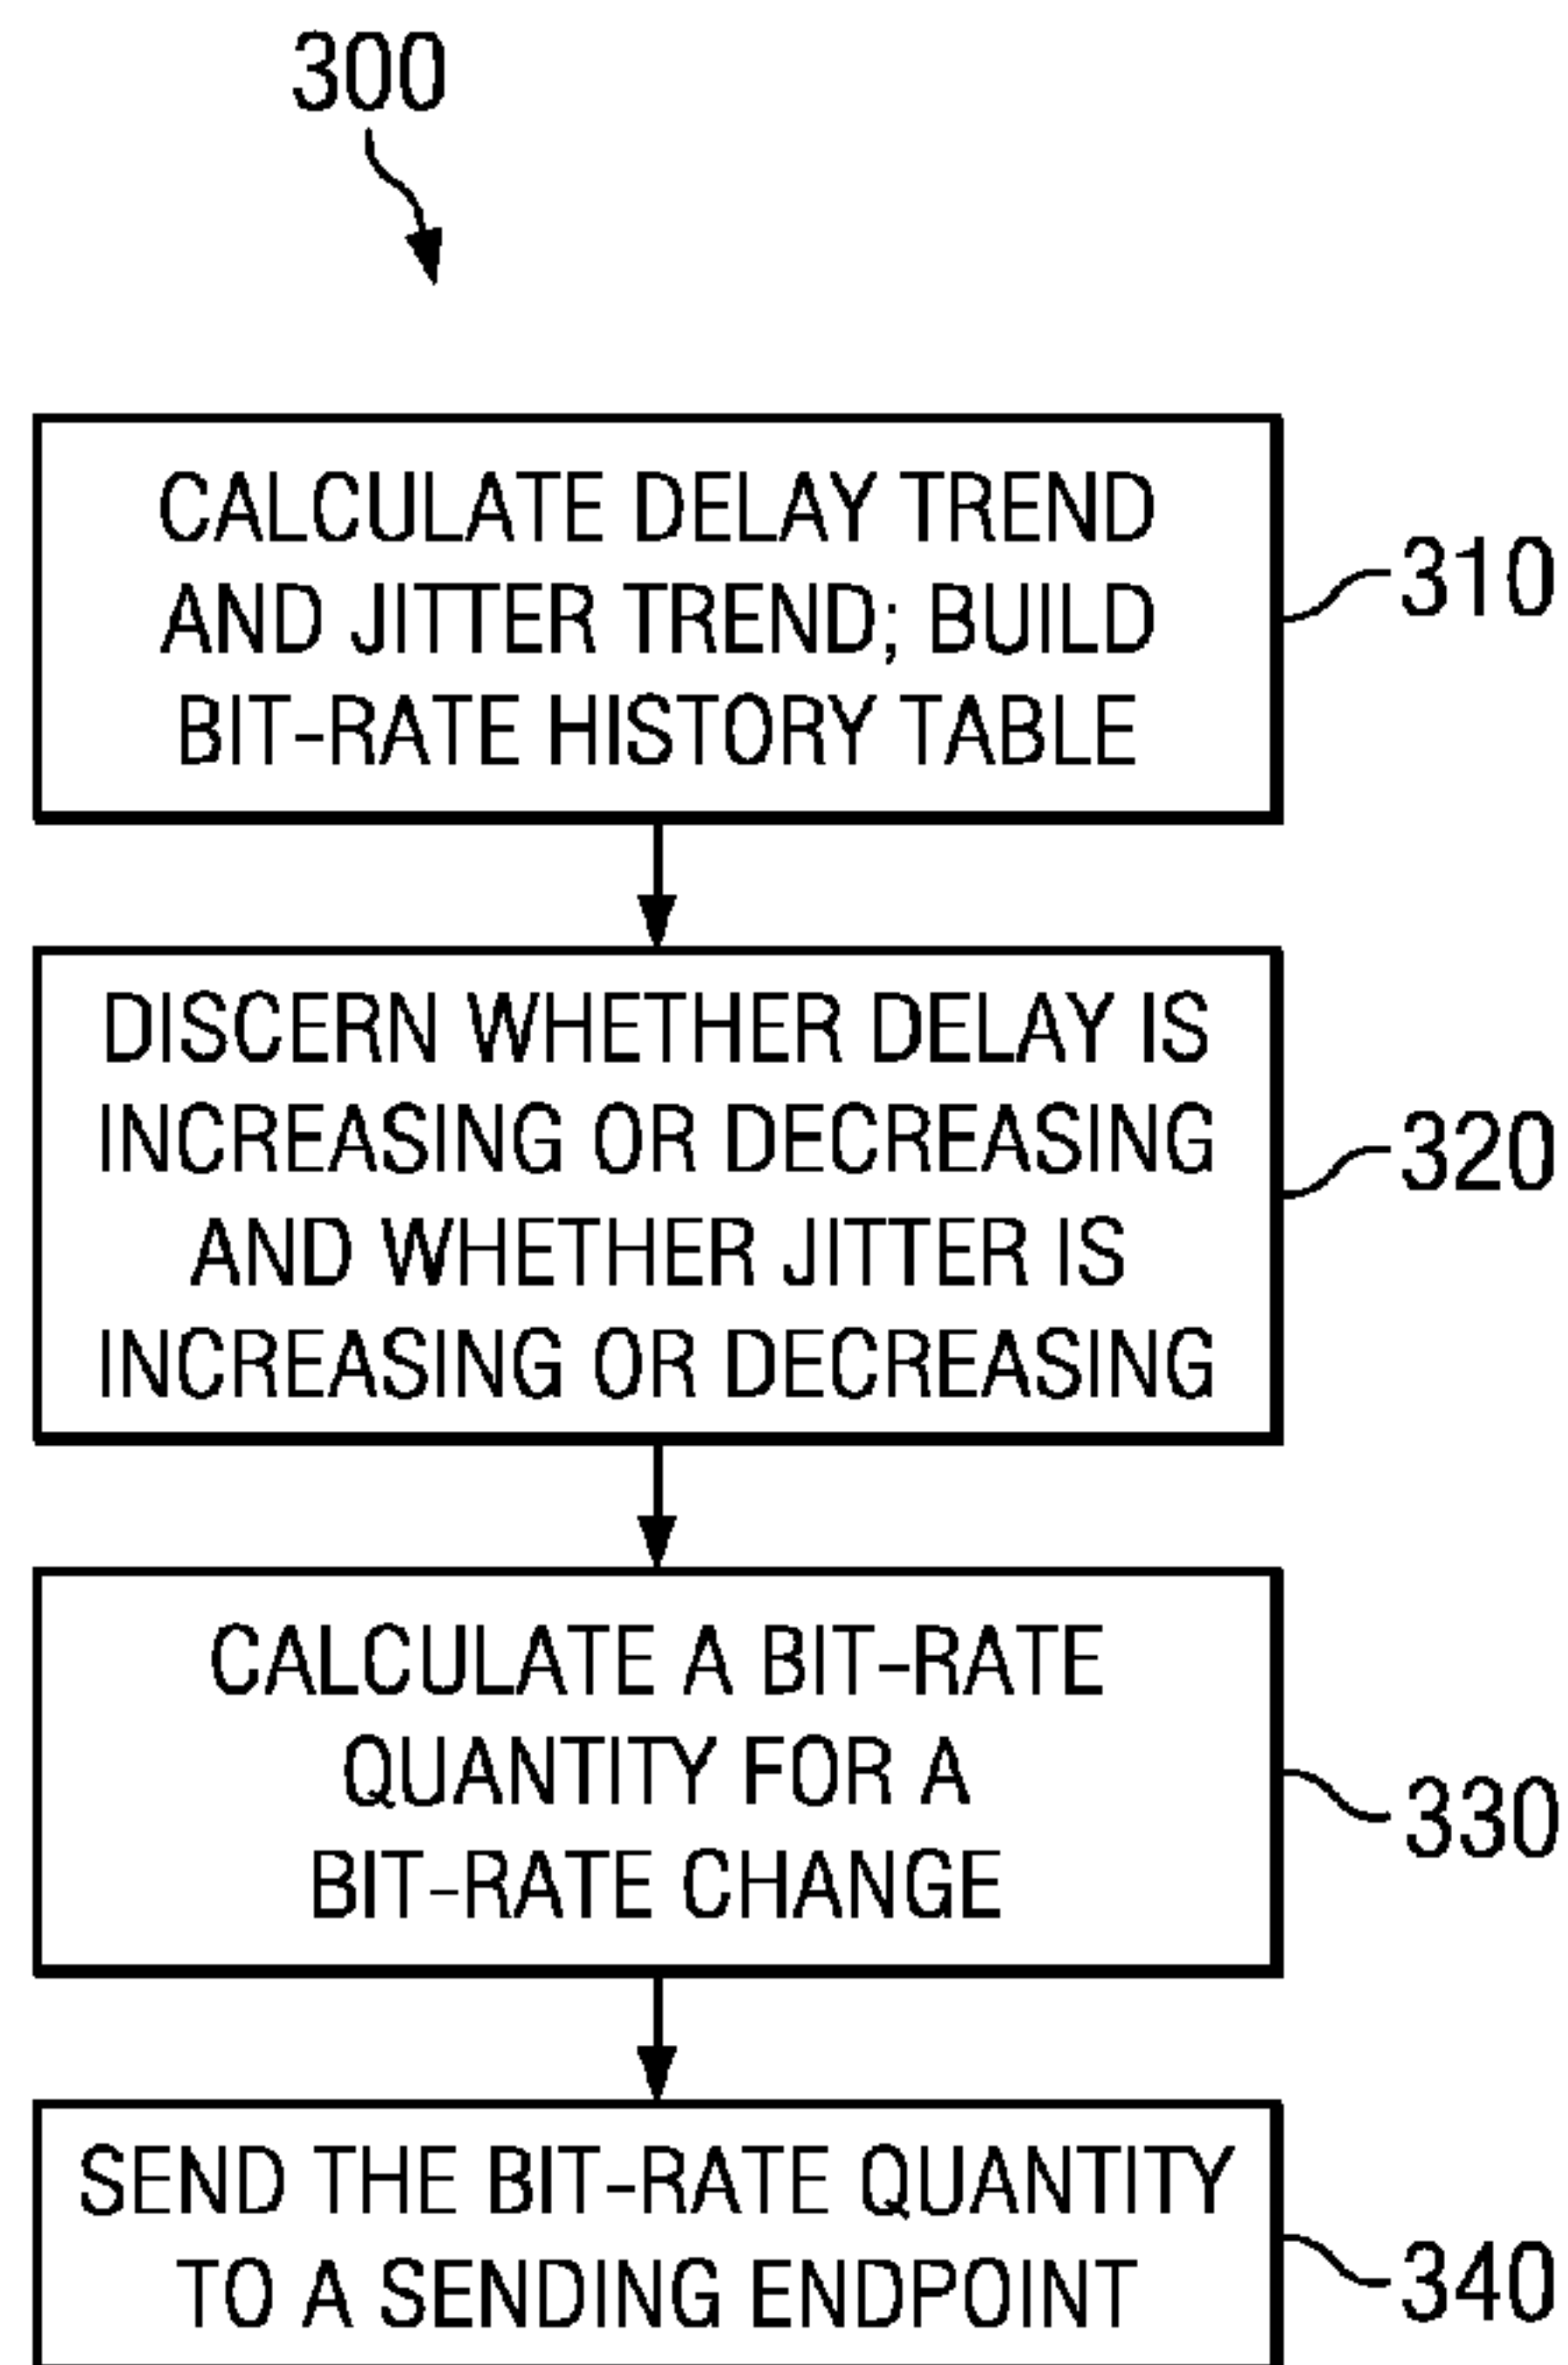 300
CALCULATE DELAY TREND
AND JITTER TREND; BUILD
BIT-RATE HISTORY TABLE
310
DISCERN WHETHER DELAY IS
INCREASING OR DECREASING
AND WHETHER JITTER IS
INCREASING OR DECREASING
320
CALCULATE A BIT-RATE
QUANTITY FOR A
BIT-RATE CHANGE
330
SEND THE BIT-RATE QUANTITY
TO A SENDING ENDPOINT
340